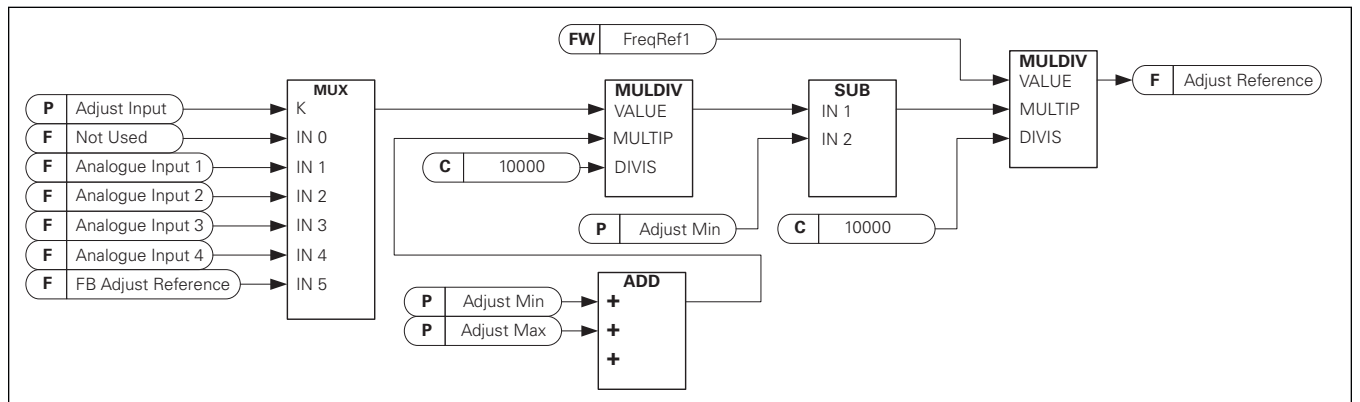 FW FreqRef1
MUX
P Adjust Input K
F Not Used IN 0
F Analogue Input 1 IN 1
F Analogue Input 2 IN 2
F Analogue Input 3 IN 3
F Analogue Input 4 IN 4
F FB Adjust Reference IN 5
MULDIV
VALUE
MULTIP
C 10000 DIVIS
SUB
IN 1
IN 2
P Adjust Min
C 10000
MULDIV
VALUE
MULTIP
DIVIS
F Adjust Reference
ADD
P Adjust Min +
P Adjust Max +
+